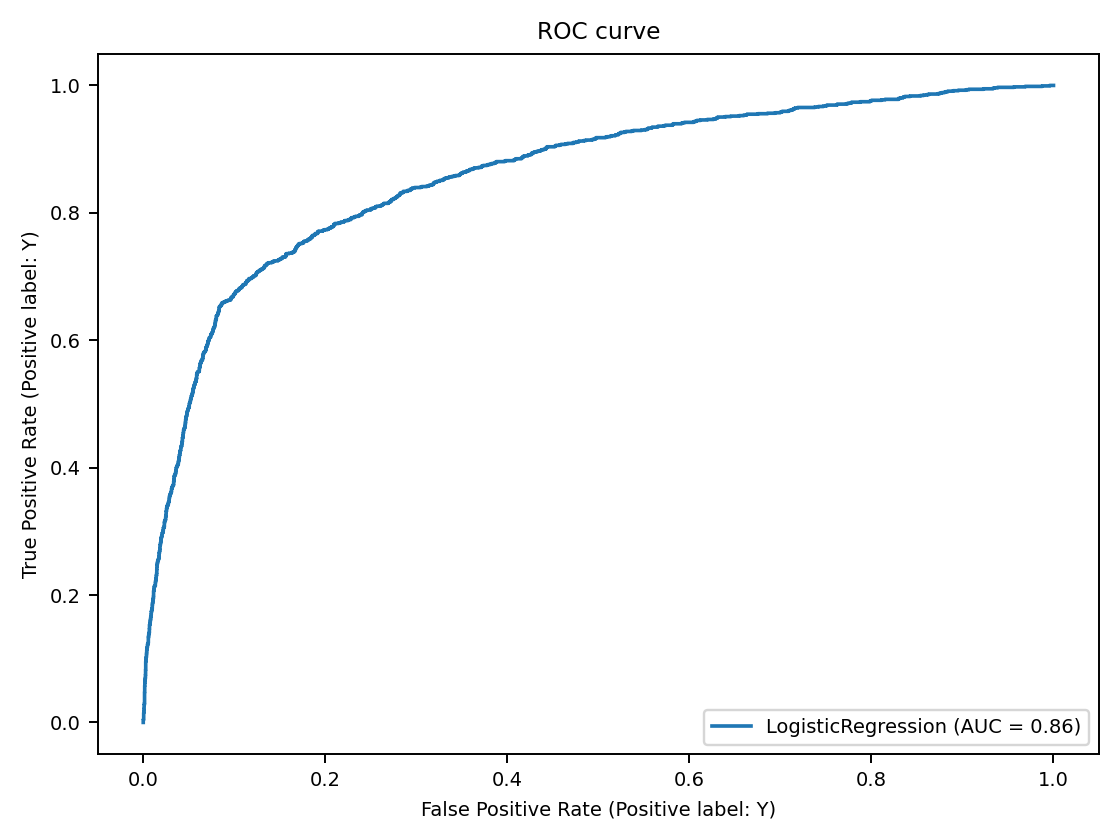 ROC curve
True Positive Rate (Positive label: Y)
1.0
0.8
0.6
0.4
0.2
0.0
LogisticRegression (AUC = 0.86)
0.0 0.2 0.4 0.6 0.8 1.0
False Positive Rate (Positive label: Y)